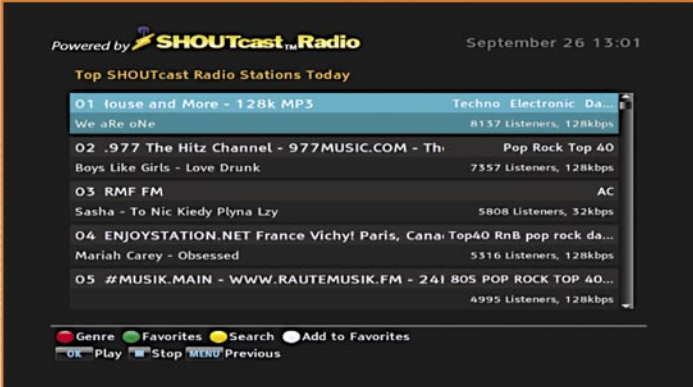 Powered by SHOUTcast™ Radio September 26 13:01
Top SHOUTcast Radio Stations Today
01 House and More - 128k MP3 Techno Electronic Da...
We aRe oNe 8137 Listeners, 128kbps
02 .977 The Hitz Channel - 977MUSIC.COM - Th Pop Rock Top 40
Boys Like Girls - Love Drunk 7357 Listeners, 128kbps
03 RMF FM AC
Sasha - To Nic Kiedy Plyna Lzy 5808 Listeners, 32kbps
04 ENJOYSTATION.NET France Vichy! Paris, Cana Top40 RnB pop rock da...
Mariah Carey - Obsessed 5316 Listeners, 128kbps
05 #MUSIK.MAIN - WWW.RAUTEMUSIK.FM - 24 80S POP ROCK TOP 40...
4995 Listeners, 128kbps
Genre Favorites Search Add to Favorites
OK Play Stop MENU Previous